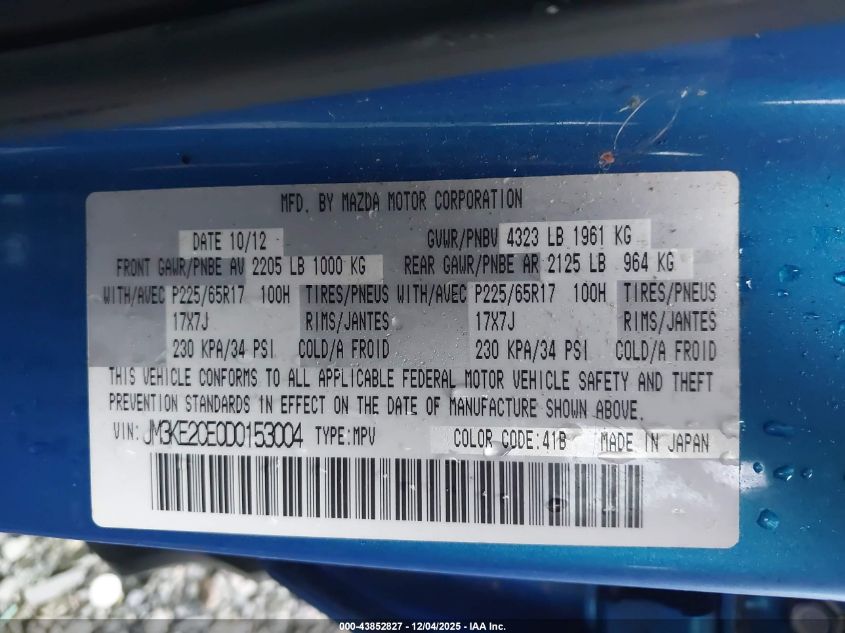 MFD. BY MAZDA MOTOR CORPORATION
DATE 10/12 GVWR/PNBV 4323 LB 1961 KG
FRONT GAWR/PNBE AV 2205 LB 1000 KG REAR GAWR/PNBE AR 2125 LB 964 KG
WITH/AVEC P225/65R17 100H TIRES/PNEUS WITH/AVEC P225/65R17 100H TIRES/PNEUS
17X7J RIMS/JANTES 17X7J RIMS/JANTES
230 KPA/34 PSI COLD/A FROID 230 KPA/34 PSI COLD/A FROID
THIS VEHICLE CONFORMS TO ALL APPLICABLE FEDERAL MOTOR VEHICLE SAFETY AND THEFT
PREVENTION STANDARDS IN EFFECT ON THE DATE OF MANUFACTURE SHOWN ABOVE.
VIN: JM3KE2CE0D0153004 TYPE:MPV COLOR CODE:41B MADE IN JAPAN
#ID: 000-43852827 - 12/04/2025 - IAA Inc.